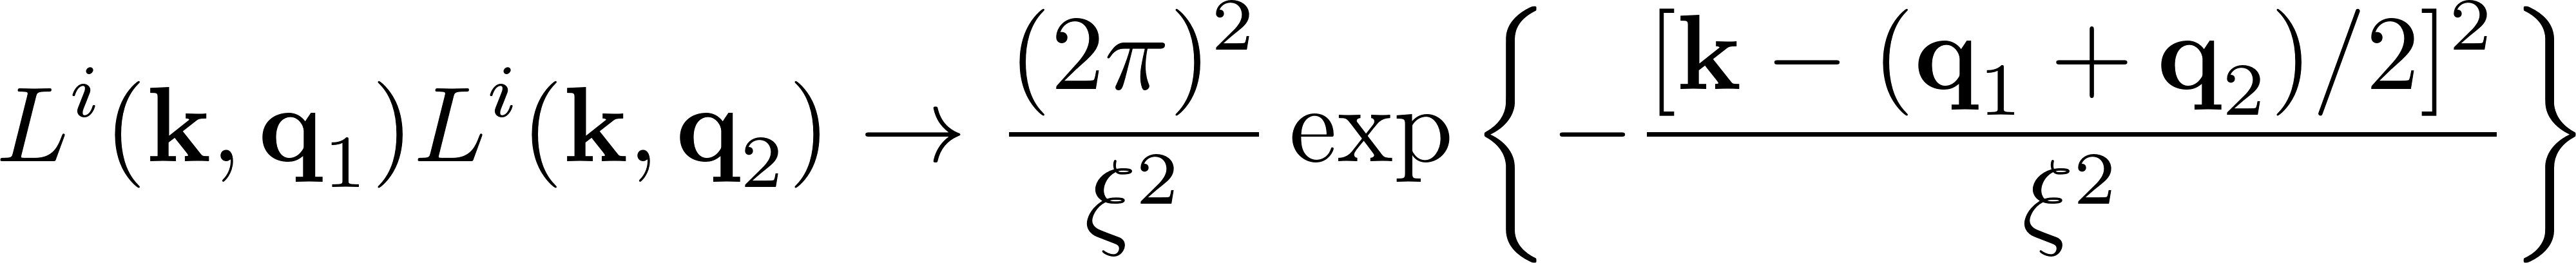 L^i(\mathbf{k}, \mathbf{q}_1) L^i(\mathbf{k}, \mathbf{q}_2) \rightarrow \frac{(2\pi)^2}{\xi^2} \exp \left\{ -\frac{[\mathbf{k} - (\mathbf{q}_1 + \mathbf{q}_2)/2]^2}{\xi^2} \right\}